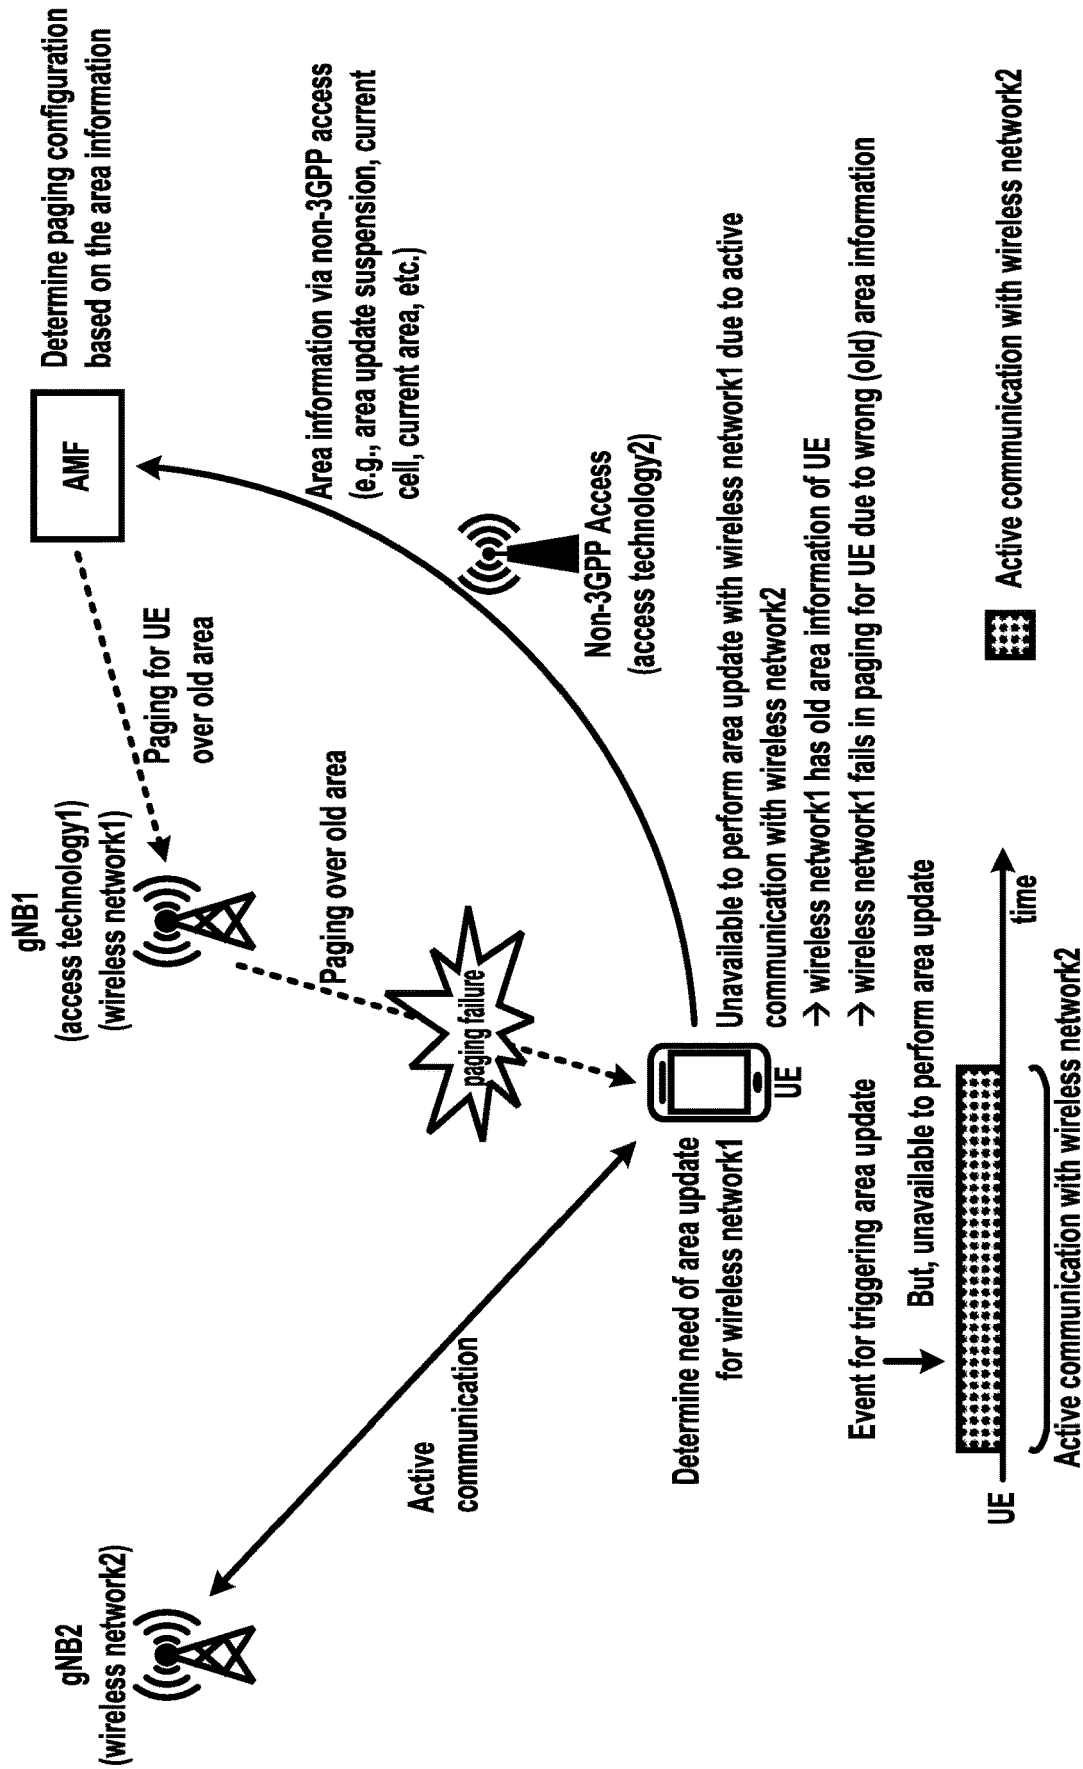 gNB2
(wireless network2)
gNB1
(access technology1)
(wireless network1)
AMF
Determine paging configuration
based on the area information
Paging for UE
over old area
Paging over old area
Area information via non-3GPP access
(e.g., area update suspension, current
cell, current area, etc.)
Active
communication
paging failure
Non-3GPP Access
(access technology2)
Determine need of area update
for wireless network1
UE
Unavailable to perform area update with wireless network1 due to active
communication with wireless network2
→ wireless network1 has old area information of UE
→ wireless network1 fails in paging for UE due to wrong (old) area information
Event for triggering area update
But, unavailable to perform area update
UE
time
Active communication with wireless network2
Active communication with wireless network2